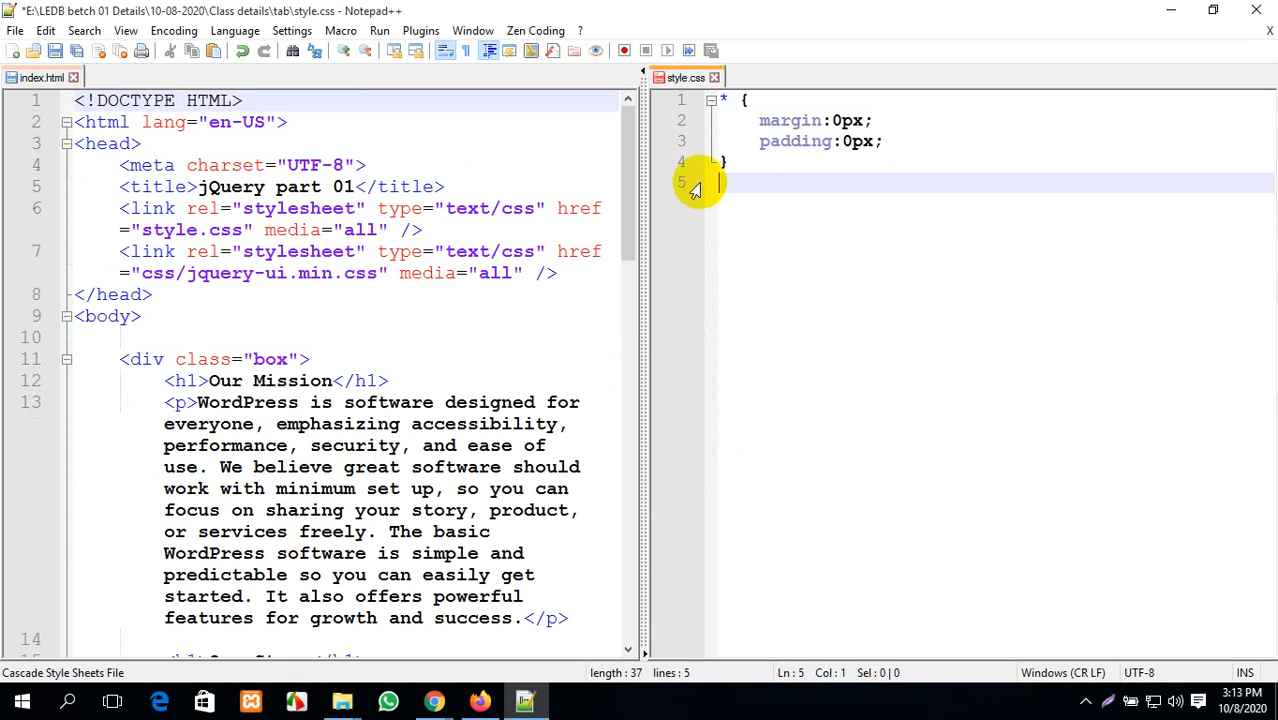 *E:\LEDB betch 01 Details\10-08-2020\Class details\tab\style.css - Notepad++
File Edit Search View Encoding Language Settings Macro Run Plugins Window Zen Coding ? X
index.html
style.css
1 <!DOCTYPE HTML>
2 <html lang="en-US">
3 <head>
4 <meta charset="UTF-8">
5 <title>jQuery part 01</title>
6 <link rel="stylesheet" type="text/css" href
="style.css" media="all" />
7 <link rel="stylesheet" type="text/css" href
="css/jquery-ui.min.css" media="all" />
8 </head>
9 <body>
10
11 <div class="box">
12 <h1>Our Mission</h1>
13 <p>WordPress is software designed for
everyone, emphasizing accessibility,
performance, security, and ease of
use. We believe great software should
work with minimum set up, so you can
focus on sharing your story, product,
or services freely. The basic
WordPress software is simple and
predictable so you can easily get
started. It also offers powerful
features for growth and success.</p>
14
1 * {
2 margin:0px;
3 padding:0px;
4 }
5
Cascade Style Sheets File length : 37 lines : 5 Ln : 5 Col : 1 Sel : 0 | 0 Windows (CR LF) UTF-8 INS
3:13 PM
10/8/2020